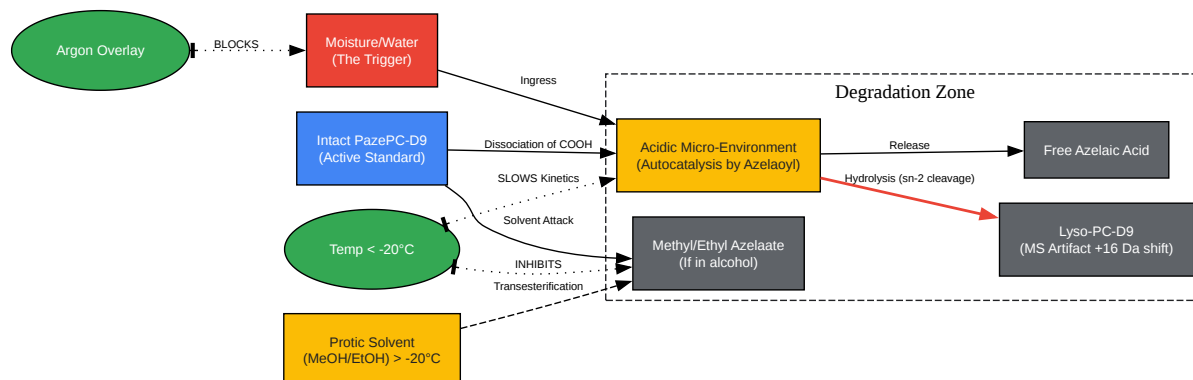 Argon Overlay
BLOCKS
Moisture/Water
(The Trigger)
Ingress
Degradation Zone
Intact PazePC-D9
(Active Standard)
Dissociation of COOH
Acidic Micro-Environment
(Autocatalysis by Azelaoyl)
Release
Free Azelaic Acid
SLOWS Kinetics
Hydrolysis (sn-2 cleavage)
Solvent Attack
Temp < -20°C
INHIBITS
Methyl/Ethyl Azelaate
(If in alcohol)
Lyso-PC-D9
(MS Artifact +16 Da shift)
Transesterification
Protic Solvent
(MeOH/EtOH) > -20°C